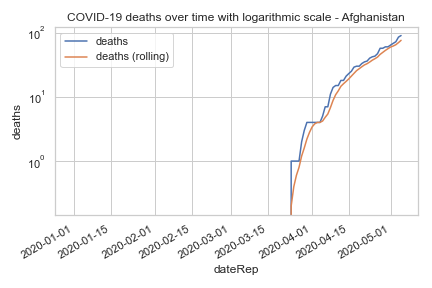 COVID-19 deaths over time with logarithmic scale - Afghanistan
deaths
deaths (rolling)
10²
10¹
10⁰
deaths
2020-01-01
2020-01-15
2020-02-01
2020-02-15
2020-03-01
2020-03-15
2020-04-01
2020-04-15
2020-05-01
dateRep